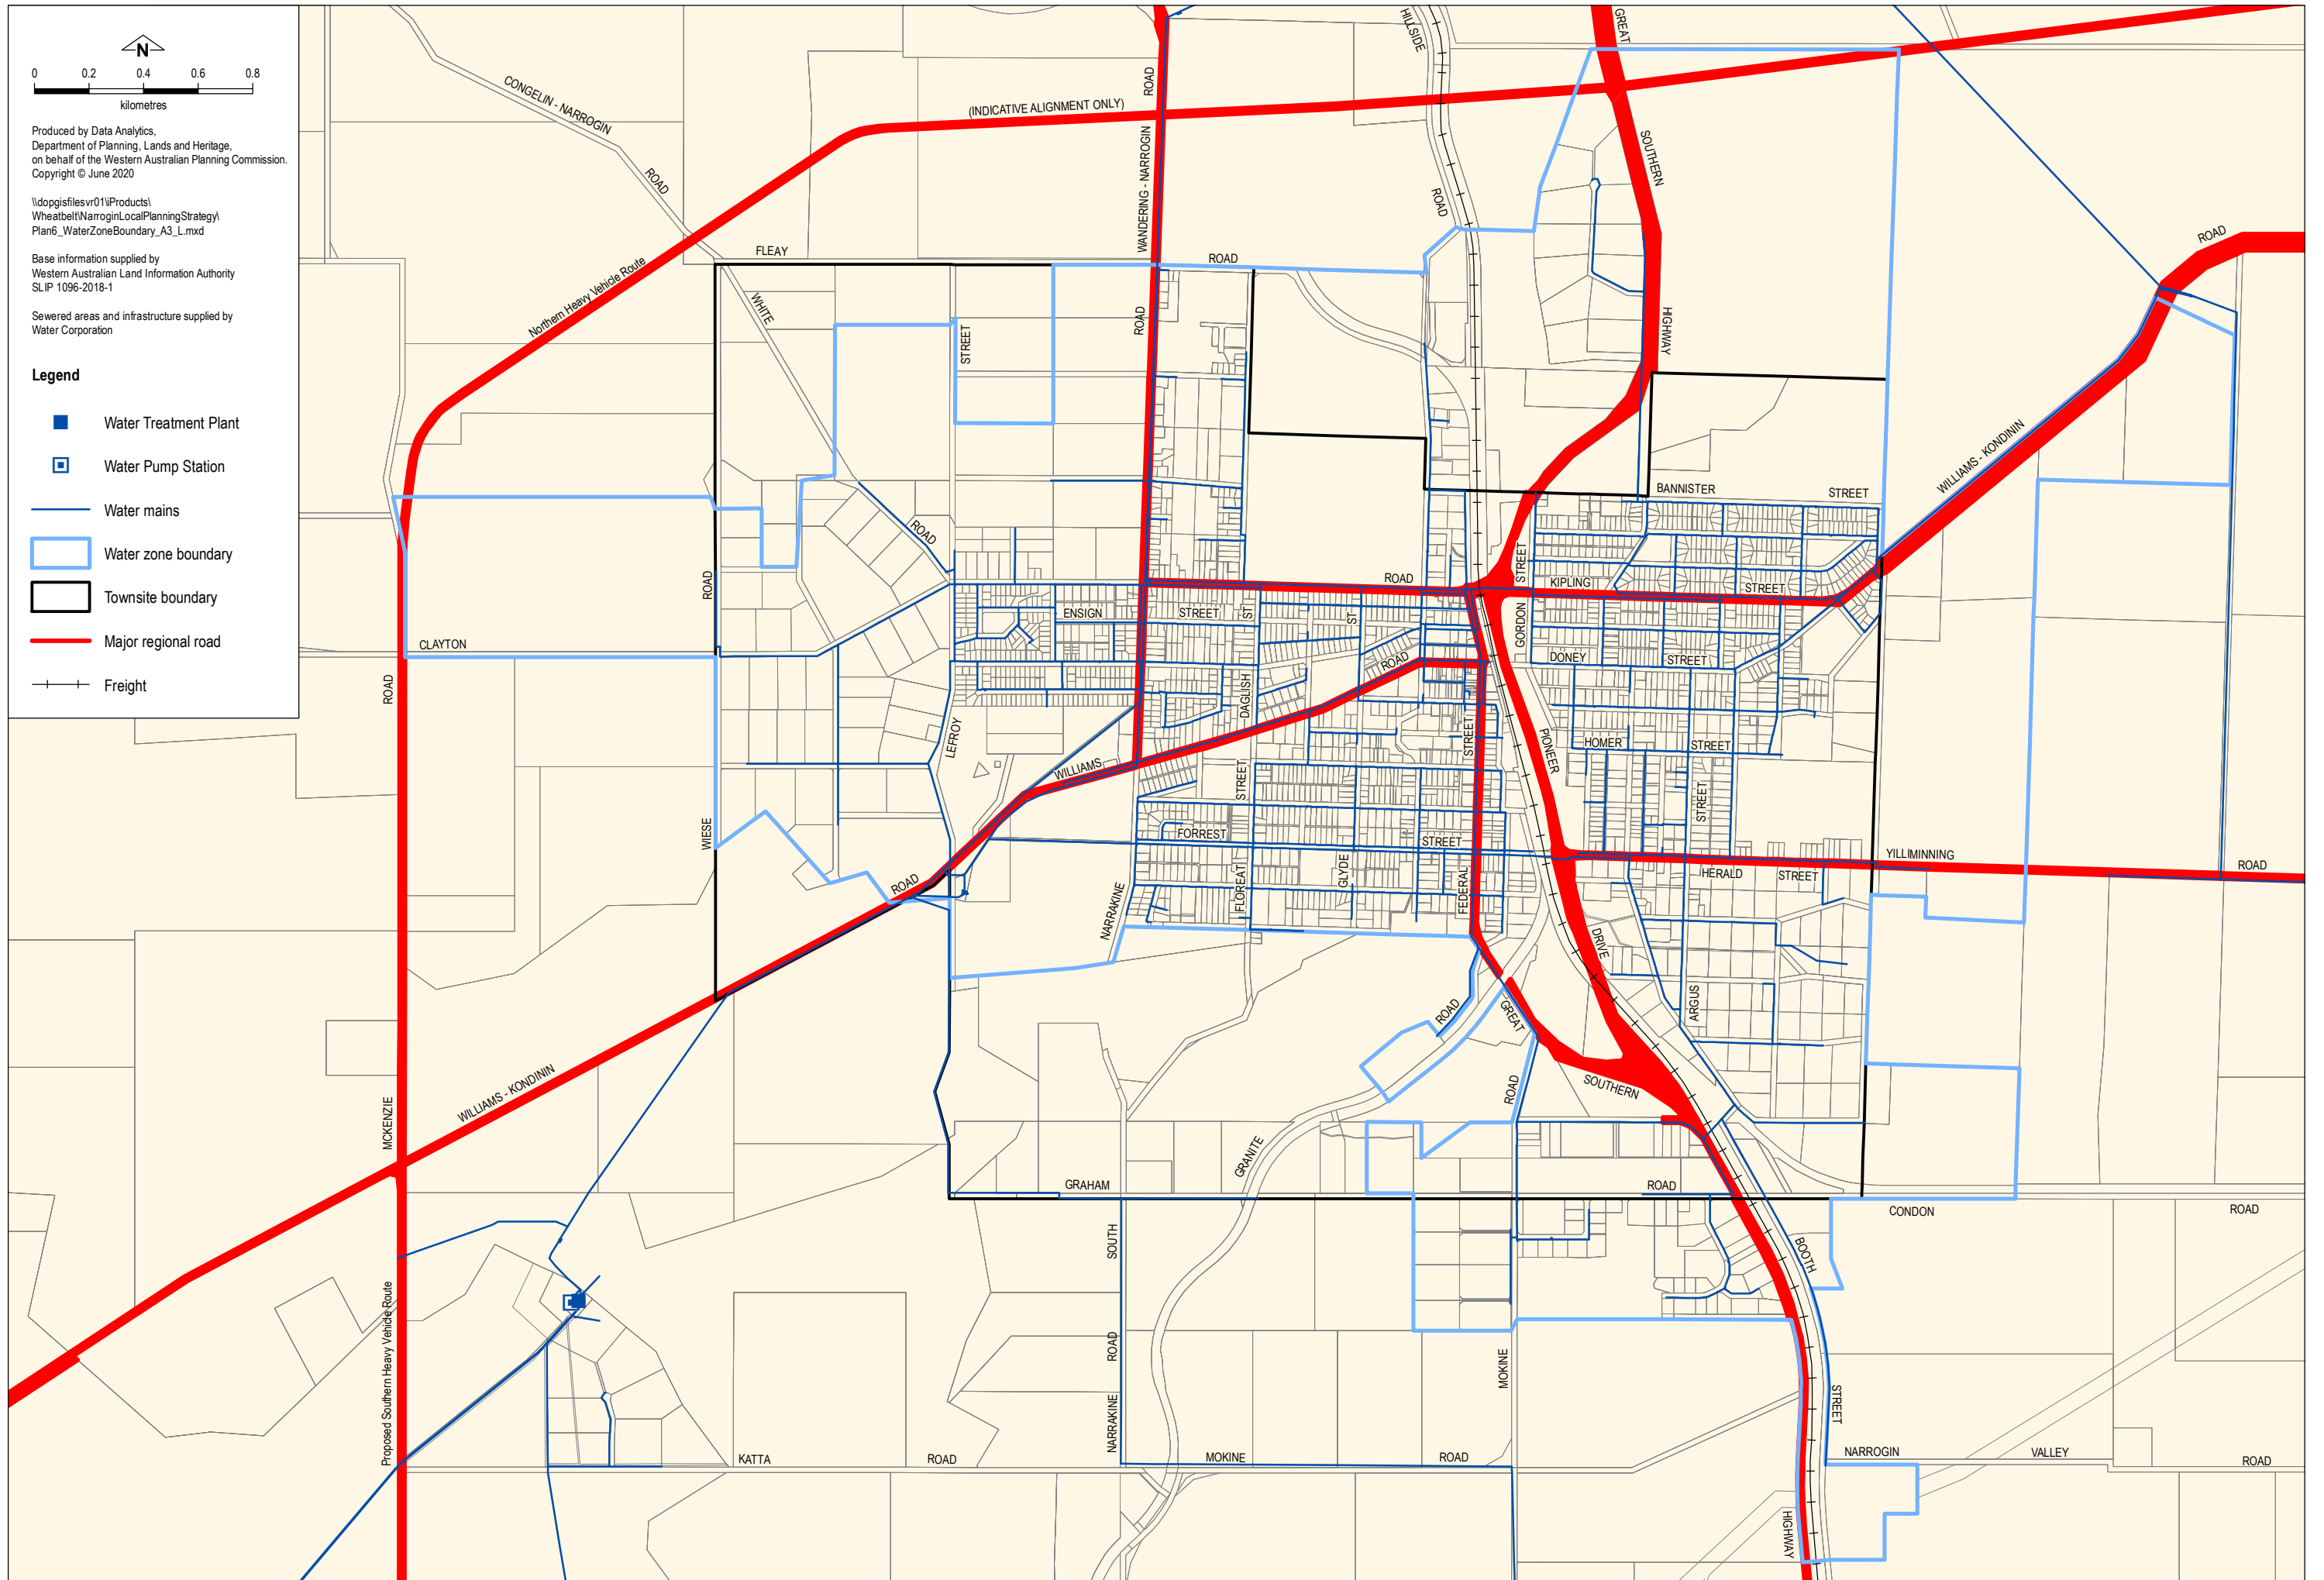 N
0 0.2 0.4 0.6 0.8
kilometres
Produced by Data Analytics,
Department of Planning, Lands and Heritage,
on behalf of the Western Australian Planning Commission.
Copyright © June 2020
\\dopgisfilesvr01\iProducts\
Wheatbelt\NarroginLocalPlanningStrategy\
Plan6_WaterZoneBoundary_A3_L.mxd
Base information supplied by
Western Australian Land Information Authority
SLIP 1096-2018-1
Sewered areas and infrastructure supplied by
Water Corporation
Legend
Water Treatment Plant
Water Pump Station
Water mains
Water zone boundary
Townsite boundary
Major regional road
Freight
CONGELIN - NARROGIN
ROAD
(INDICATIVE ALIGNMENT ONLY)
ROAD
WANDERING - NARROGIN
ROAD
HILLSIDE
ROAD
GREAT
SOUTHERN
HIGHWAY
ROAD
FLEAY
ROAD
Northern Heavy Vehicle Route
WHITE
ROAD
STREET
WILLIAMS - KONDININ
BANNISTER
STREET
ROAD
STREET
KIPLING
STREET
GORDON
ROAD
CLAYTON
ROAD
ENSIGN
STREET
ST
ST
ROAD
DONEY
STREET
LEFROY
DAGLISH
STREET
PIONEER
HOMER
STREET
WILLIAMS
STREET
STREET
WIESE
FORREST
STREET
YILLIMINNING
ROAD
HERALD
STREET
ROAD
NARRAKINE
FLOREAT
GLYDE
FEDERAL
DRIVE
ARGUS
ROAD
GREAT
SOUTHERN
ROAD
MCKENZIE
WILLIAMS - KONDININ
GRANITE
GRAHAM
ROAD
CONDON
ROAD
SOUTH
BOOTH
Proposed Southern Heavy Vehicle Route
ROAD
MOKINE
STREET
NARRAKINE
KATTA
ROAD
MOKINE
ROAD
NARROGIN
VALLEY
ROAD
HIGHWAY